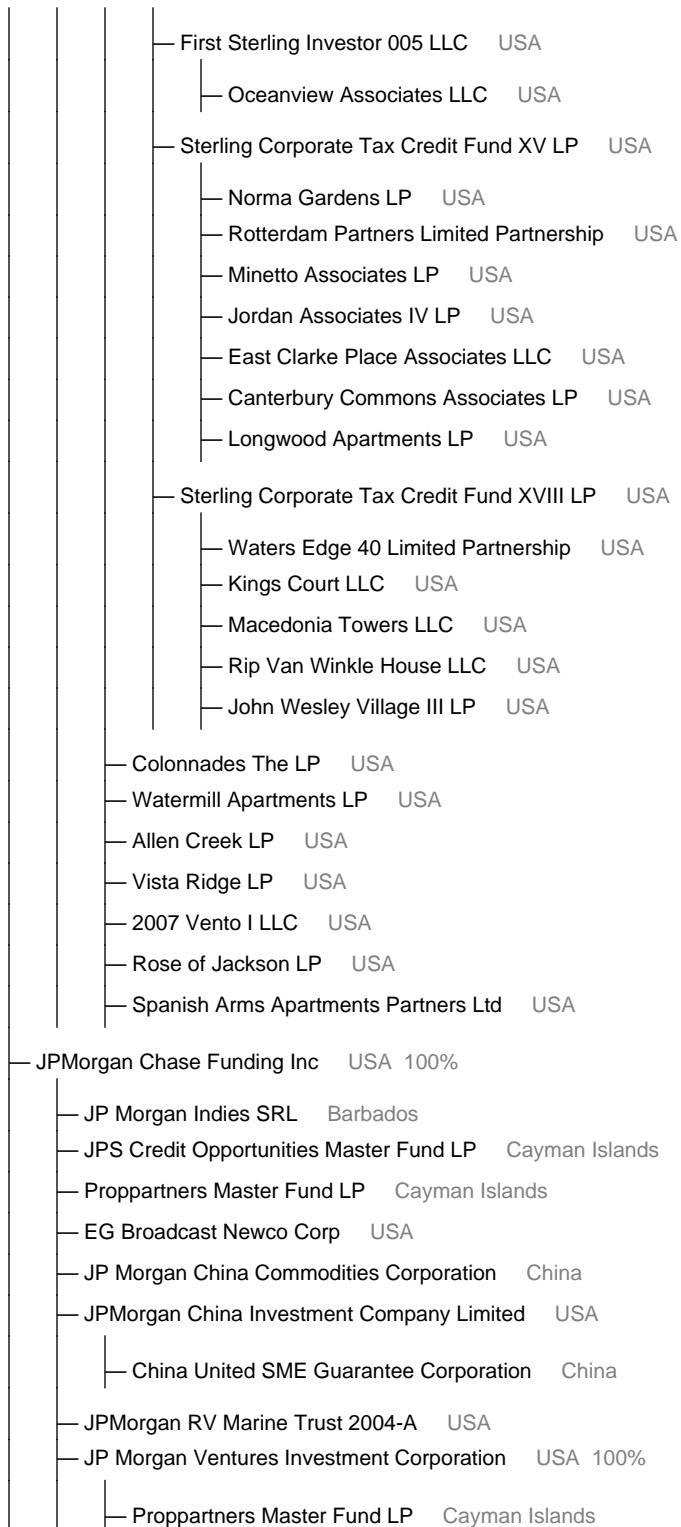 First Sterling Investor 005 LLC USA
Oceanview Associates LLC USA
Sterling Corporate Tax Credit Fund XV LP USA
Norma Gardens LP USA
Rotterdam Partners Limited Partnership USA
Minetto Associates LP USA
Jordan Associates IV LP USA
East Clarke Place Associates LLC USA
Canterbury Commons Associates LP USA
Longwood Apartments LP USA
Sterling Corporate Tax Credit Fund XVIII LP USA
Waters Edge 40 Limited Partnership USA
Kings Court LLC USA
Macedonia Towers LLC USA
Rip Van Winkle House LLC USA
John Wesley Village III LP USA
Colonnades The LP USA
Watermill Apartments LP USA
Allen Creek LP USA
Vista Ridge LP USA
2007 Vento I LLC USA
Rose of Jackson LP USA
Spanish Arms Apartments Partners Ltd USA
JPMorgan Chase Funding Inc USA 100%
JP Morgan Indies SRL Barbados
JPS Credit Opportunities Master Fund LP Cayman Islands
Proppartners Master Fund LP Cayman Islands
EG Broadcast Newco Corp USA
JP Morgan China Commodities Corporation China
JPMorgan China Investment Company Limited USA
China United SME Guarantee Corporation China
JPMorgan RV Marine Trust 2004-A USA
JP Morgan Ventures Investment Corporation USA 100%
Proppartners Master Fund LP Cayman Islands